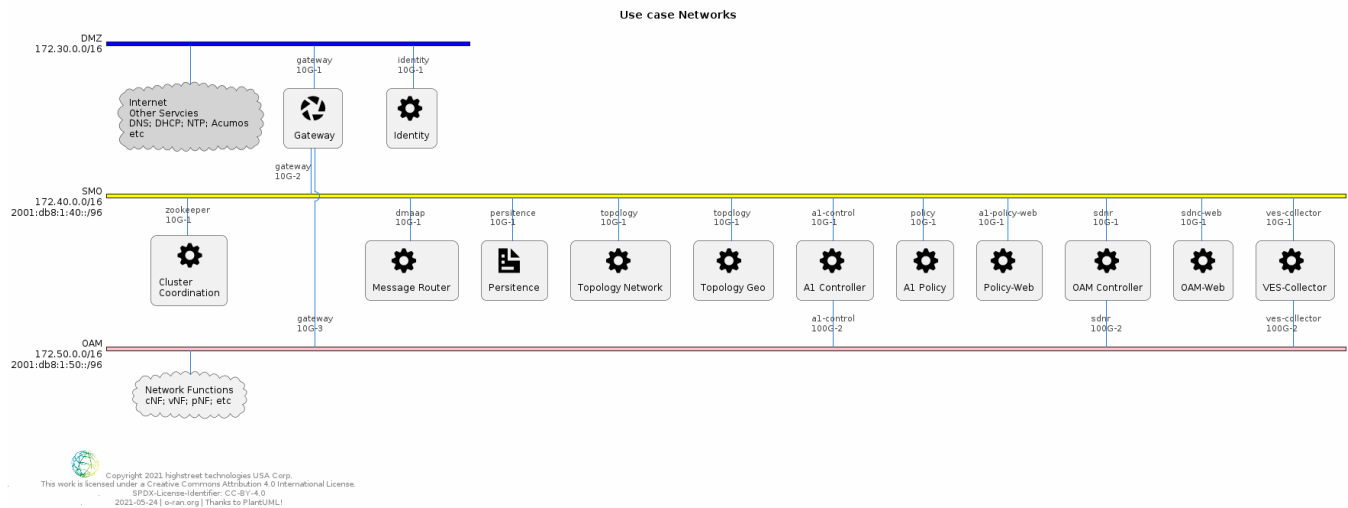 Use case Networks
DMZ
172.30.0.0/16
gateway
10G-1
identity
10G-1
Internet
Other Servcies
DNS; DHCP; NTP; Acumos
etc
Gateway
Identity
gateway
10G-2
SMO
172.40.0.0/16
2001:db8:1:40::/96
zookeeper
10G-1
dmaap
10G-1
persitence
10G-1
topology
10G-1
topology
10G-1
a1-control
10G-1
policy
10G-1
a1-policy-web
10G-1
sdnr
10G-1
sdnc-web
10G-1
ves-collector
10G-1
Cluster
Coordination
Message Router
Persitence
Topology Network
Topology Geo
A1 Controller
A1 Policy
Policy-Web
OAM Controller
OAM-Web
VES-Collector
gateway
10G-3
a1-control
100G-2
sdnr
100G-2
ves-collector
100G-2
OAM
172.50.0.0/16
2001:db8:1:50::/96
Network Functions
cNF; vNF; pNF; etc
Copyright 2021 highstreet technologies USA Corp.
This work is licensed under a Creative Commons Attribution 4.0 International License.
SPDX-License-Identifier: CC-BY-4.0
2021-05-24 | o-ran.org | Thanks to PlantUML!